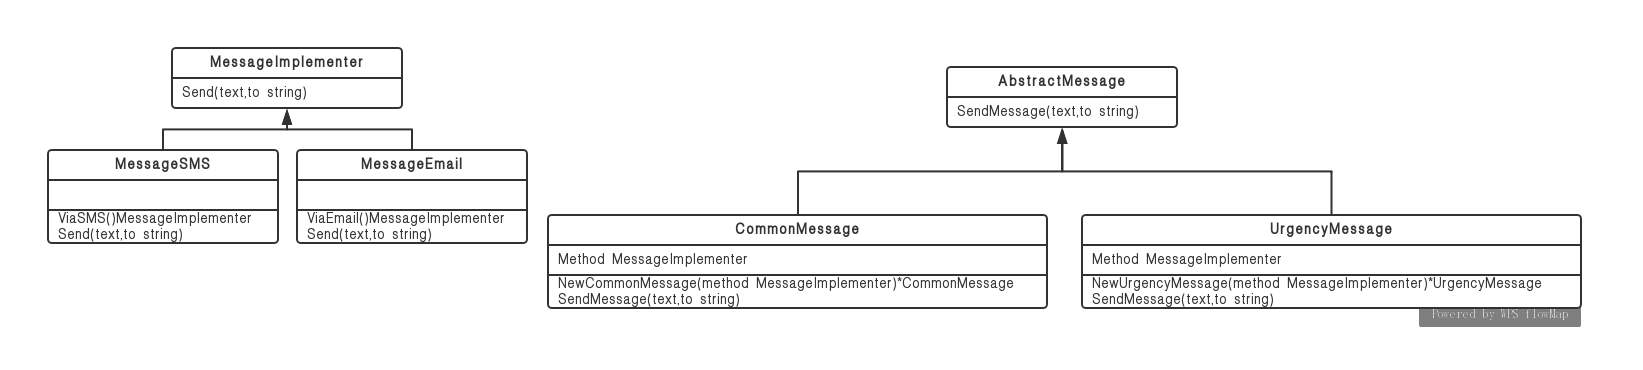 MessageImplementer
Send(text,to string)
MessageSMS
ViaSMS()MessageImplementer
Send(text,to string)
MessageEmail
ViaEmail()MessageImplementer
Send(text,to string)
AbstractMessage
SendMessage(text,to string)
CommonMessage
Method MessageImplementer
NewCommonMessage(method MessageImplementer)*CommonMessage
SendMessage(text,to string)
UrgencyMessage
Method MessageImplementer
NewUrgencyMessage(method MessageImplementer)*UrgencyMessage
SendMessage(text,to string)
Powered by WPS FlowMap